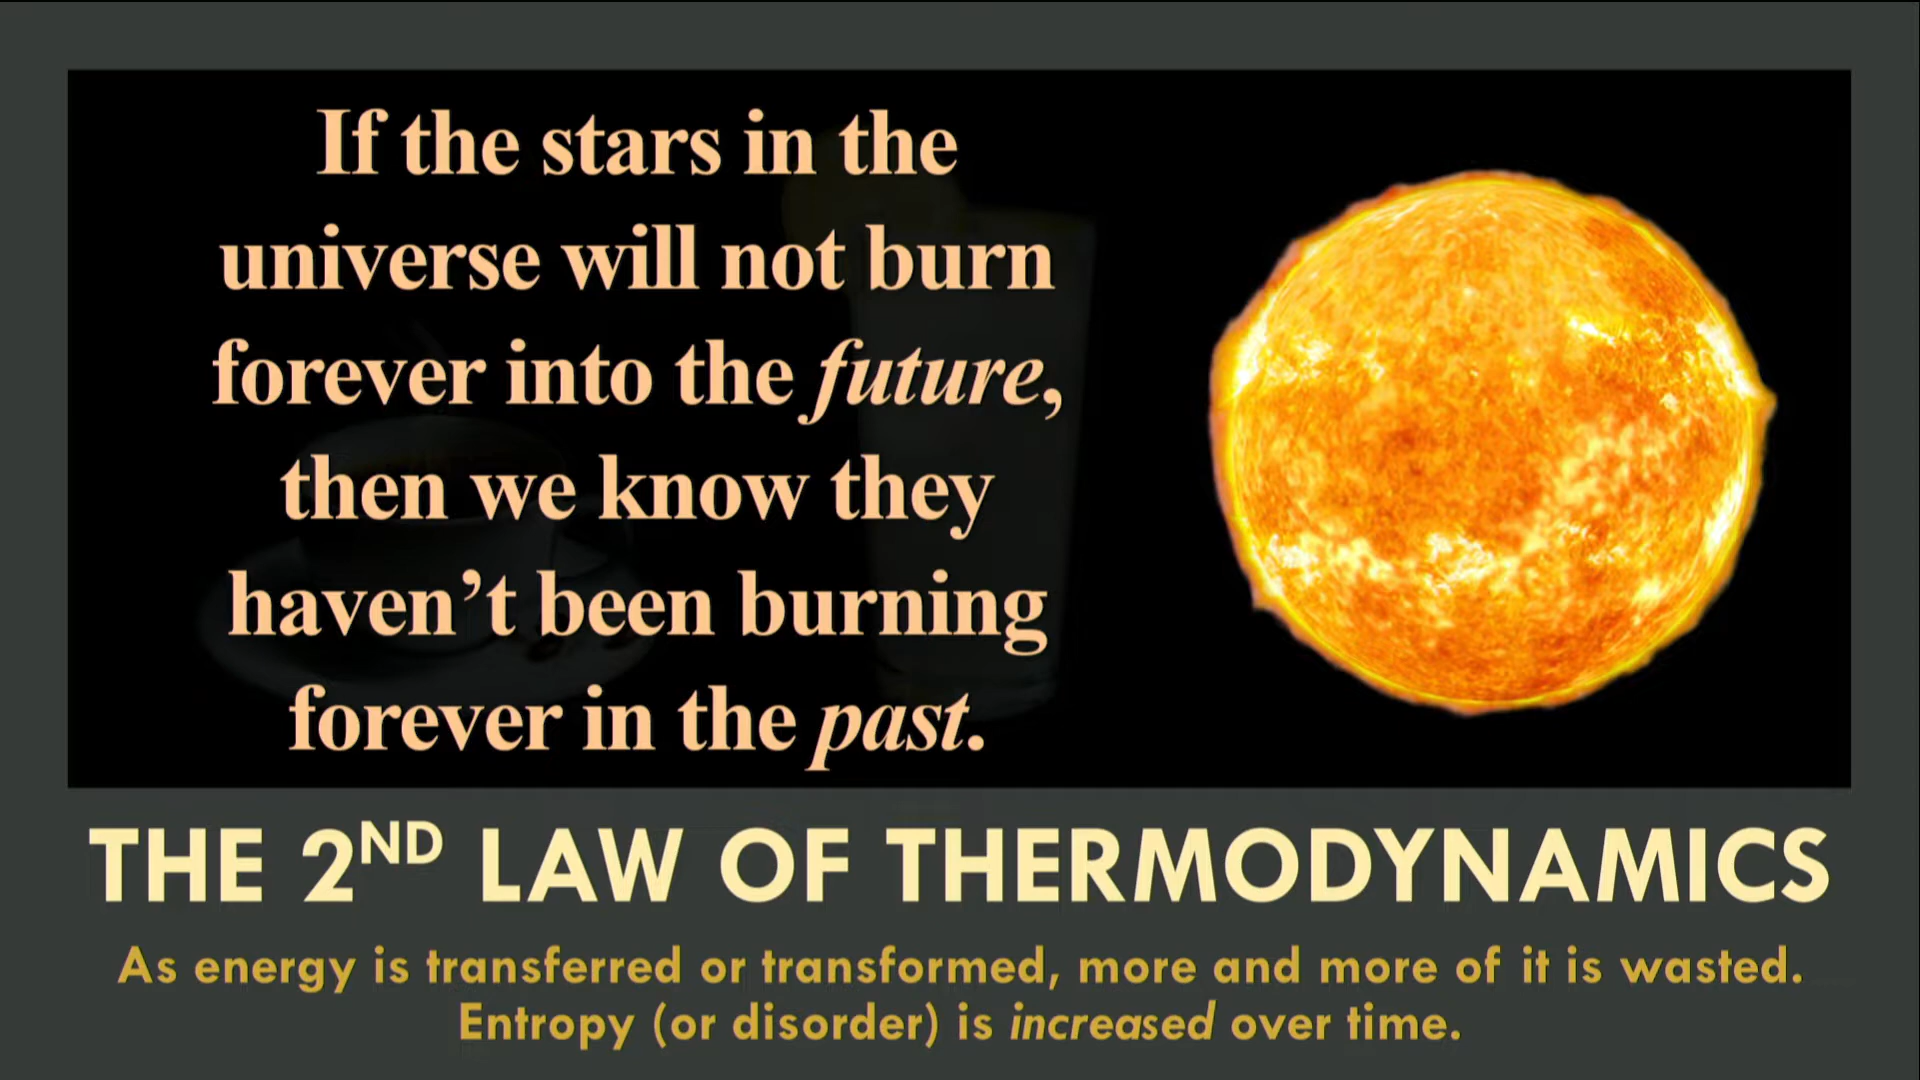 If the stars in the
universe will not burn
forever into the future,
then we know they
haven’t been burning
forever in the past.
THE 2ND LAW OF THERMODYNAMICS
As energy is transferred or transformed, more and more of it is wasted.
Entropy (or disorder) is increased over time.